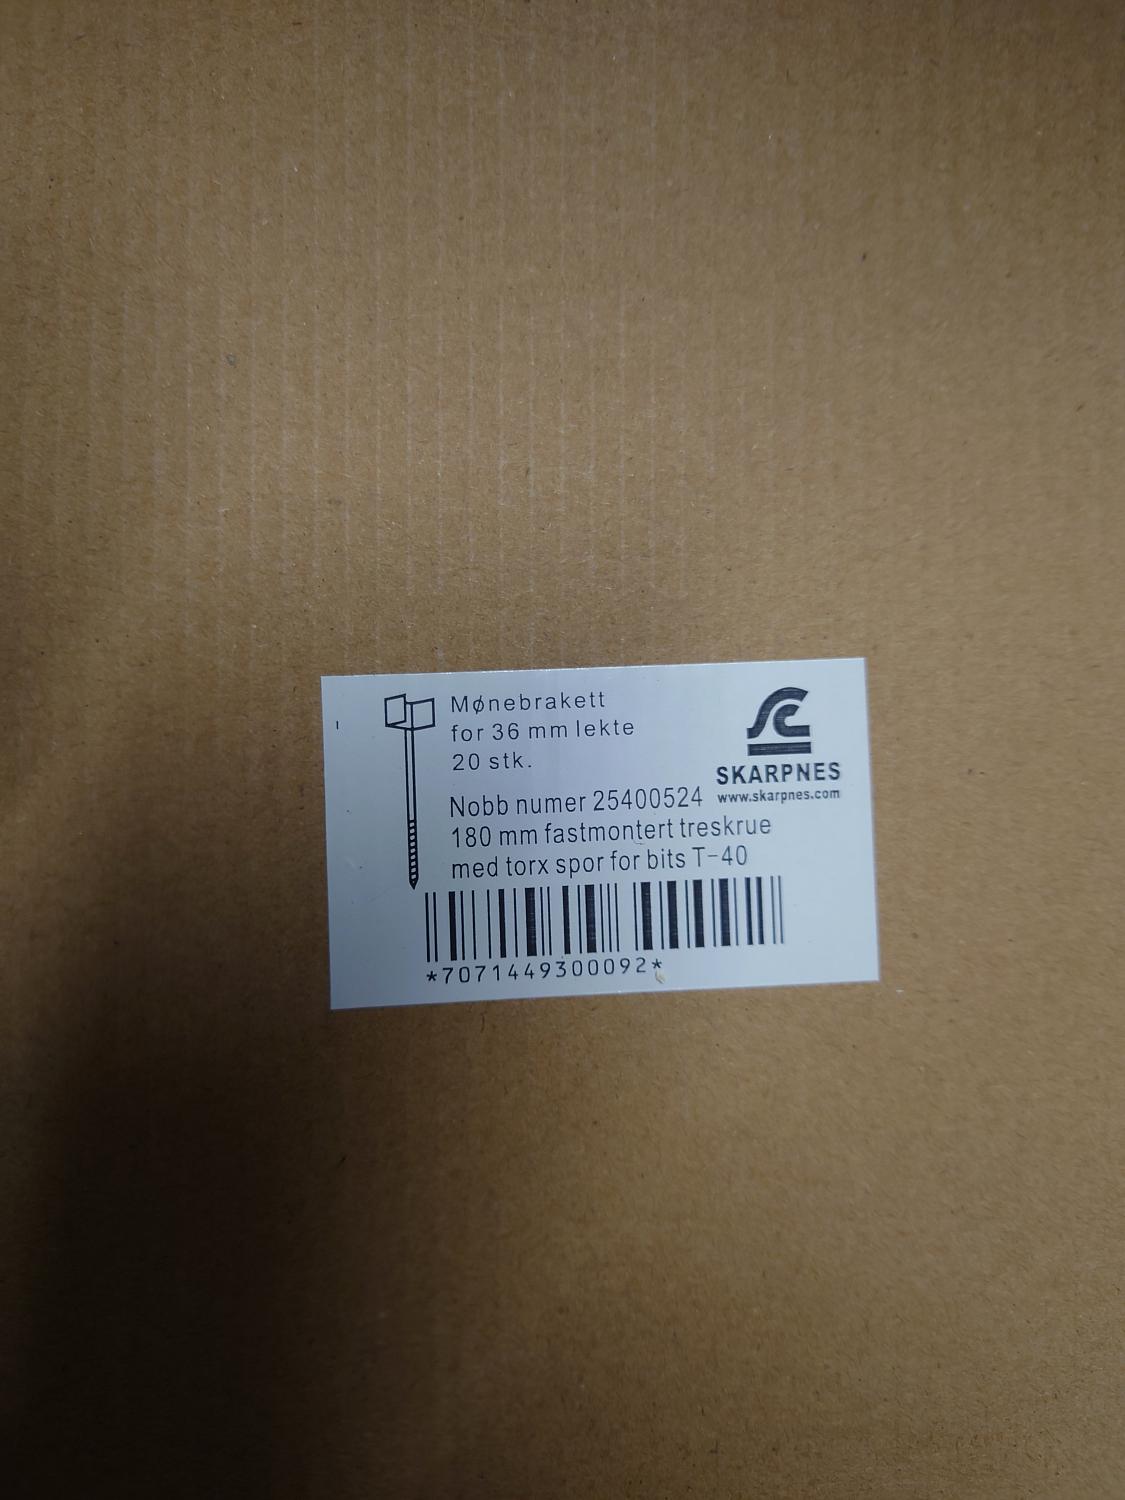 Mønebrakett
for 36 mm lekte
20 stk.
SKARPNES
www.skarpnes.com
Nobb numer 25400524
180 mm fastmontert treskrue
med torx spor for bits T-40
*7071449300092*